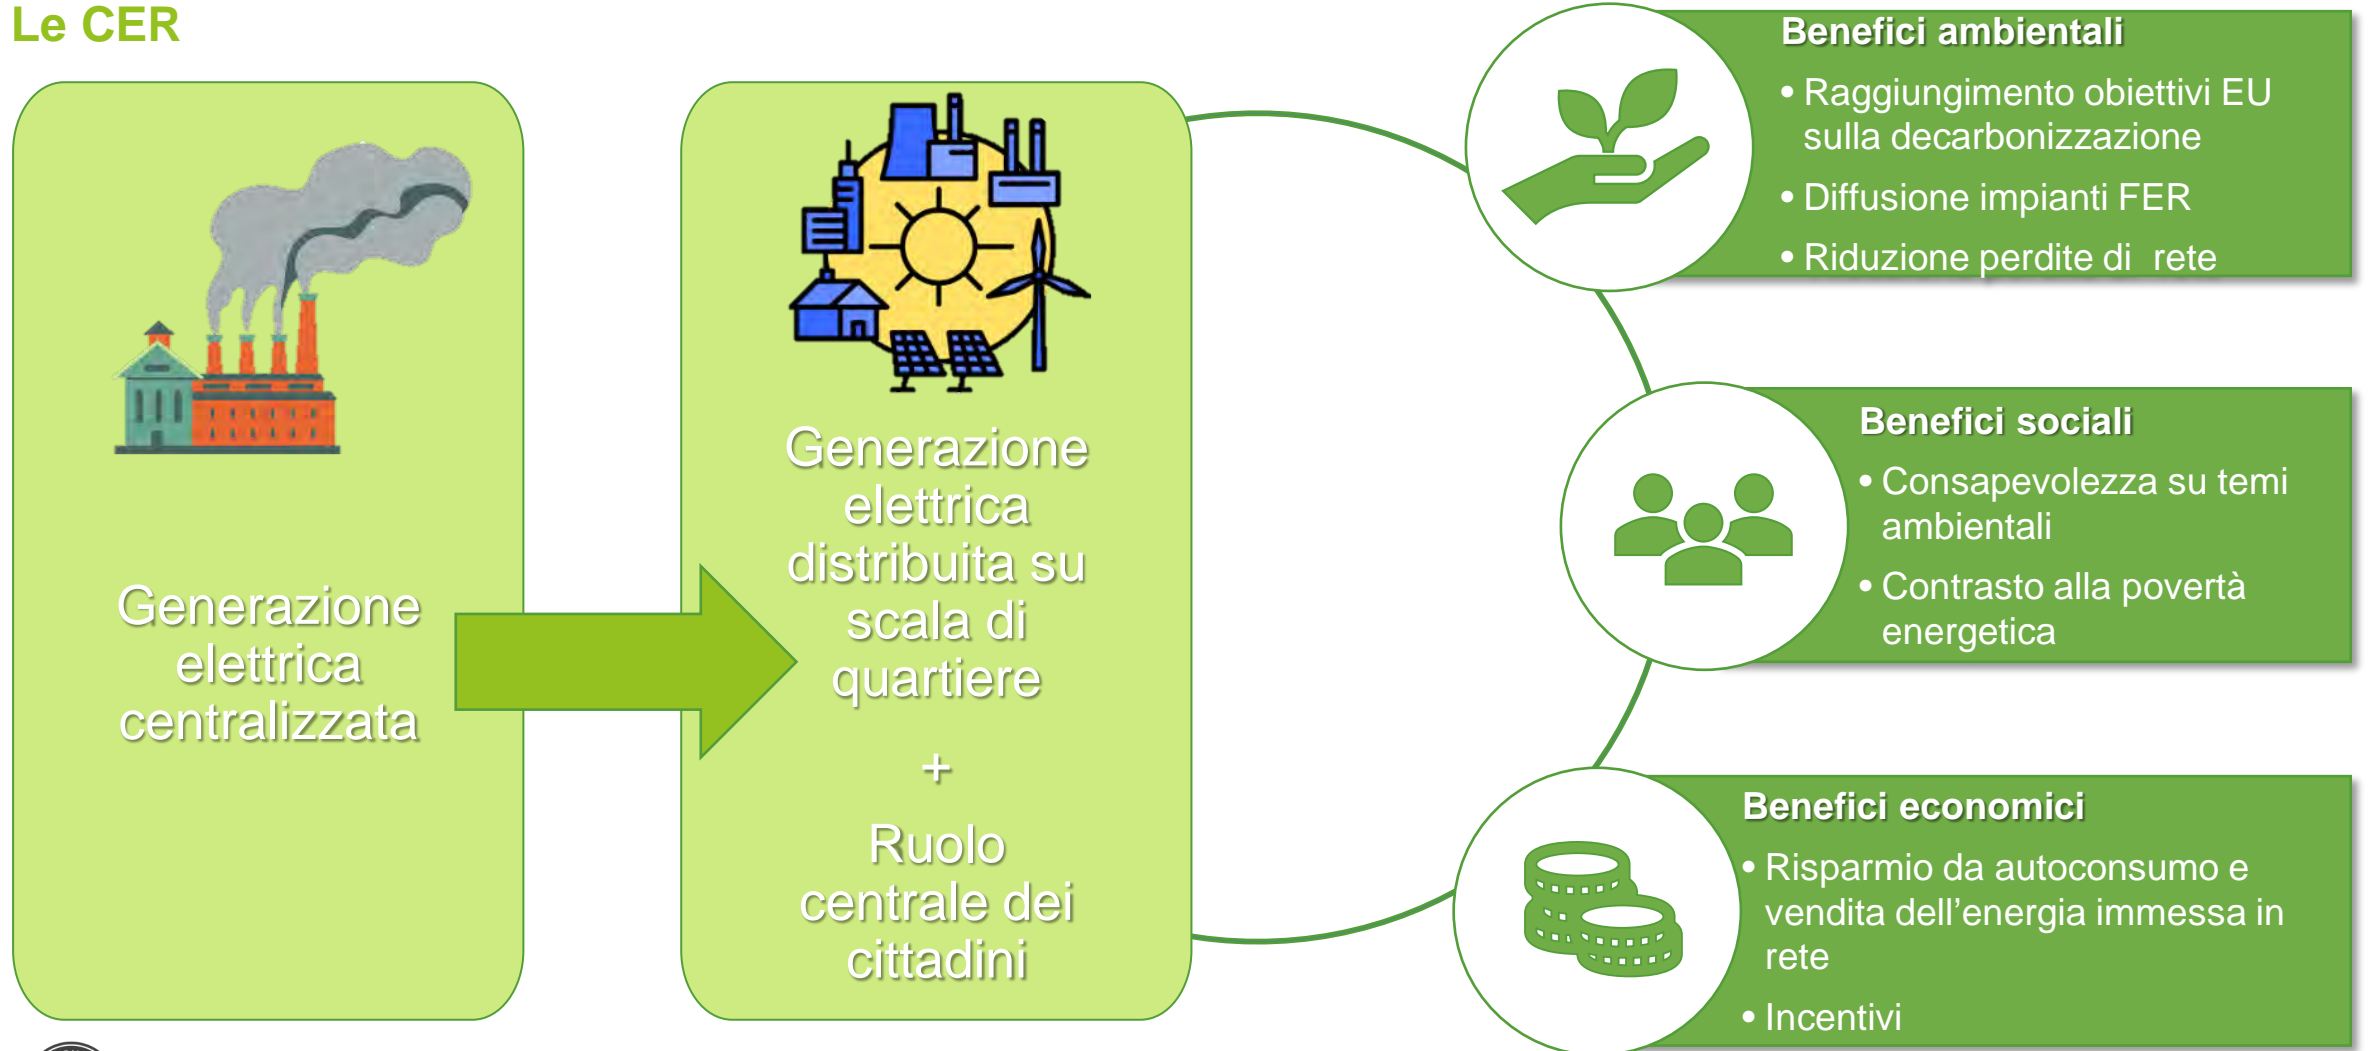 Le CER
Generazione
elettrica
centralizzata
Generazione
elettrica
distribuita su
scala di
quartiere
+
Ruolo
centrale dei
cittadini
Benefici ambientali
• Raggiungimento obiettivi EU
sulla decarbonizzazione
• Diffusione impianti FER
• Riduzione perdite di rete
Benefici sociali
• Consapevolezza su temi
ambientali
• Contrasto alla povertà
energetica
Benefici economici
• Risparmio da autoconsumo e
vendita dell’energia immessa in
rete
• Incentivi